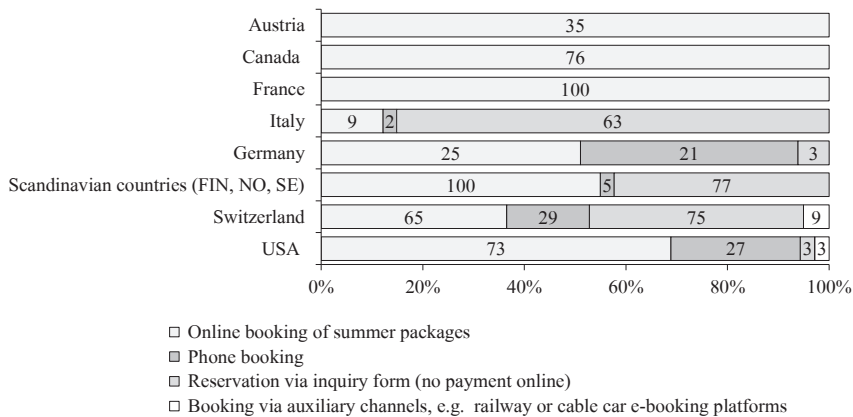 Austria 35
Canada 76
France 100
Italy 9 2 63
Germany 25 21 3
Scandinavian countries (FIN, NO, SE) 100 5 77
Switzerland 65 29 75 9
USA 73 27 3 3
0% 20% 40% 60% 80% 100%
Online booking of summer packages
Phone booking
Reservation via inquiry form (no payment online)
Booking via auxiliary channels, e.g. railway or cable car e-booking platforms